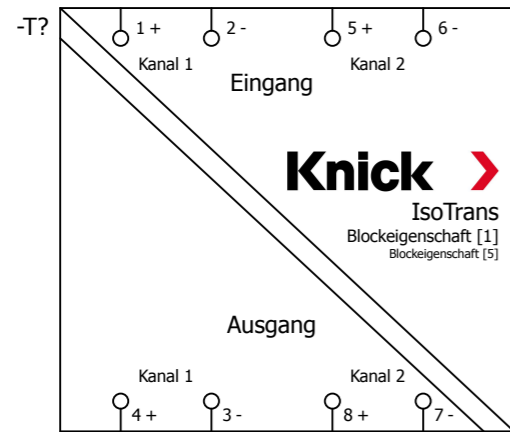 -T?
1 + 2 - 5 + 6 -
Kanal 1 Kanal 2
Eingang
Knick
IsoTrans
Blockeigenschaft [1]
Blockeigenschaft [5]
Ausgang
Kanal 1 Kanal 2
4 + 3 - 8 + 7 -